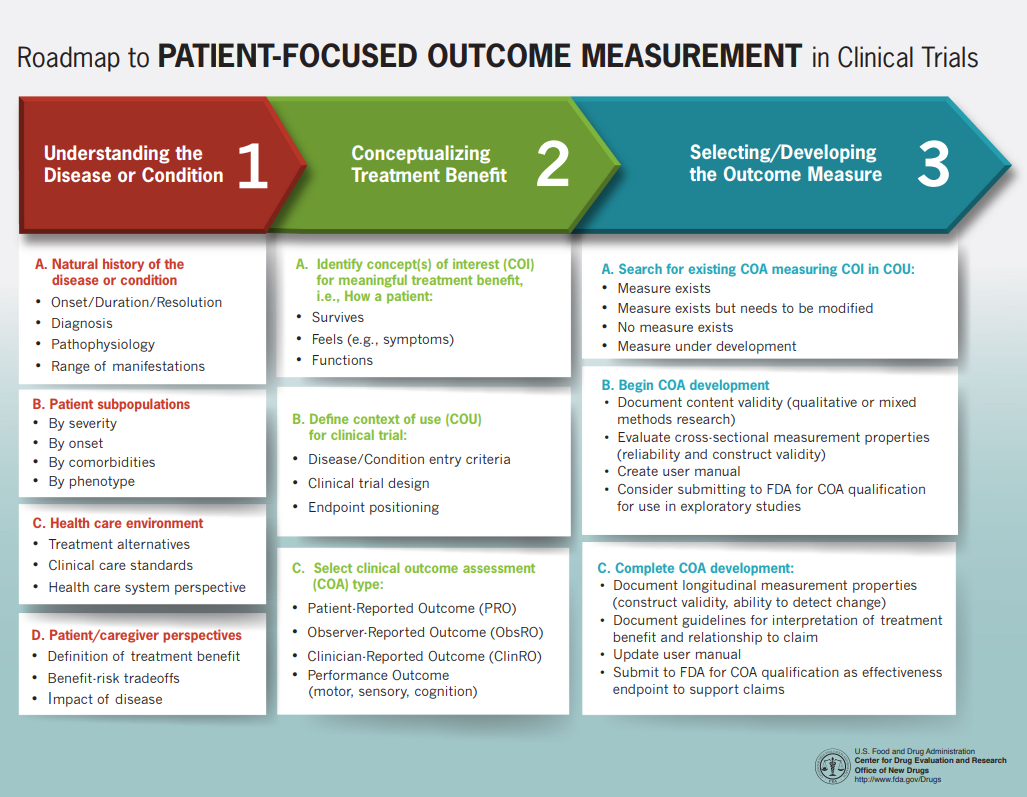 Roadmap to PATIENT-FOCUSED OUTCOME MEASUREMENT in Clinical Trials
Understanding the
Disease or Condition
1
Conceptualizing
Treatment Benefit
2
Selecting/Developing
the Outcome Measure
3
A. Natural history of the
disease or condition
• Onset/Duration/Resolution
• Diagnosis
• Pathophysiology
• Range of manifestations
B. Patient subpopulations
• By severity
• By onset
• By comorbidities
• By phenotype
C. Health care environment
• Treatment alternatives
• Clinical care standards
• Health care system perspective
D. Patient/caregiver perspectives
• Definition of treatment benefit
• Benefit-risk tradeoffs
• Impact of disease
A. Identify concept(s) of interest (COI)
for meaningful treatment benefit,
i.e., How a patient:
• Survives
• Feels (e.g., symptoms)
• Functions
B. Define context of use (COU)
for clinical trial:
• Disease/Condition entry criteria
• Clinical trial design
• Endpoint positioning
C. Select clinical outcome assessment
(COA) type:
• Patient-Reported Outcome (PRO)
• Observer-Reported Outcome (ObsRO)
• Clinician-Reported Outcome (ClinRO)
• Performance Outcome
(motor, sensory, cognition)
A. Search for existing COA measuring COI in COU:
• Measure exists
• Measure exists but needs to be modified
• No measure exists
• Measure under development
B. Begin COA development
• Document content validity (qualitative or mixed
methods research)
• Evaluate cross-sectional measurement properties
(reliability and construct validity)
• Create user manual
• Consider submitting to FDA for COA qualification
for use in exploratory studies
C. Complete COA development:
• Document longitudinal measurement properties
(construct validity, ability to detect change)
• Document guidelines for interpretation of treatment
benefit and relationship to claim
• Update user manual
• Submit to FDA for COA qualification as effectiveness
endpoint to support claims
U.S. Food and Drug Administration
Center for Drug Evaluation and Research
Office of New Drugs
http://www.fda.gov/Drugs